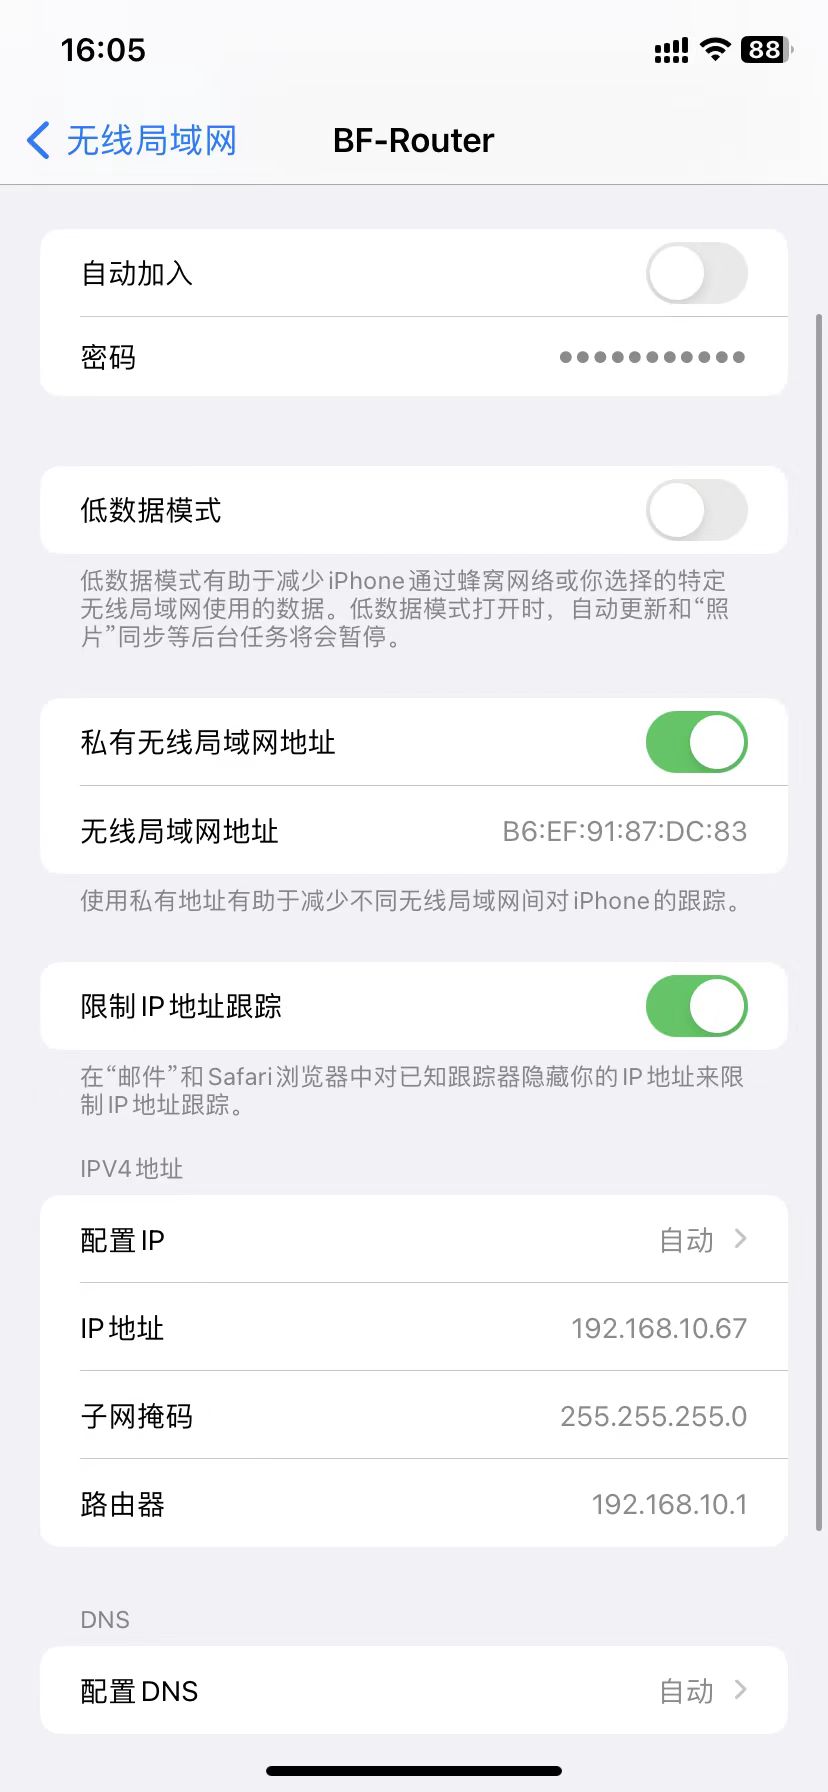 16:05
88
无线局域网
BF-Router
自动加入
密码
低数据模式
低数据模式有助于减少iPhone通过蜂窝网络或你选择的特定
无线局域网使用的数据。低数据模式打开时，自动更新和“照
片”同步等后台任务将会暂停。
私有无线局域网地址
无线局域网地址 B6:EF:91:87:DC:83
使用私有地址有助于减少不同无线局域网间对iPhone的跟踪。
限制IP地址跟踪
在“邮件”和Safari浏览器中对已知跟踪器隐藏你的IP地址来限
制IP地址跟踪。
IPV4地址
配置IP 自动
IP地址 192.168.10.67
子网掩码 255.255.255.0
路由器 192.168.10.1
DNS
配置DNS 自动